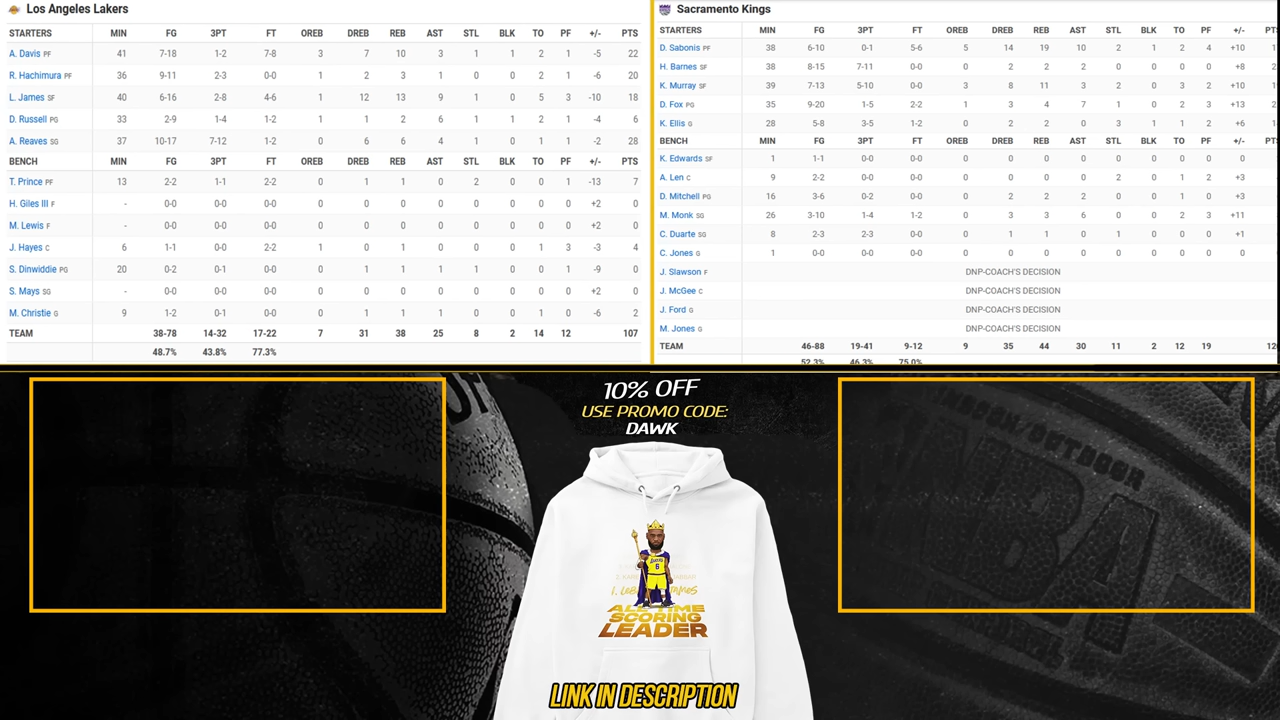 Los Angeles Lakers
STARTERS MIN FG 3PT FT OREB DREB REB AST STL BLK TO PF +/- PTS
A. Davis PF 41 7-18 1-2 7-8 3 7 10 3 1 1 2 1 -5 22
R. Hachimura PF 36 9-11 2-3 0-0 1 2 3 1 0 0 2 1 -6 20
L. James SF 40 6-16 2-8 4-6 1 12 13 9 1 0 5 3 -10 18
D. Russell PG 33 2-9 1-4 1-2 1 1 2 6 1 1 2 1 -4 6
A. Reaves SG 37 10-17 7-12 1-2 0 6 6 4 1 0 1 1 -2 28
BENCH MIN FG 3PT FT OREB DREB REB AST STL BLK TO PF +/- PTS
T. Prince PF 13 2-2 1-1 2-2 0 1 1 0 2 0 0 1 -13 7
H. Giles III F - 0-0 0-0 0-0 0 0 0 0 0 0 0 0 +2 0
M. Lewis F - 0-0 0-0 0-0 0 0 0 0 0 0 0 0 +2 0
J. Hayes C 6 1-1 0-0 2-2 1 0 1 0 0 0 1 3 -3 4
S. Dinwiddie PG 20 0-2 0-1 0-0 0 1 1 1 1 0 0 1 -9 0
S. Mays SG - 0-0 0-0 0-0 0 0 0 0 0 0 0 0 +2 0
M. Christie G 9 1-2 0-1 0-0 0 1 1 1 0 0 1 0 -6 2
TEAM 38-78 14-32 17-22 7 31 38 25 8 2 14 12 107
48.7% 43.8% 77.3%
Sacramento Kings
STARTERS MIN FG 3PT FT OREB DREB REB AST STL BLK TO PF +/-
D. Sabonis PF 38 6-10 0-1 5-6 5 14 19 10 2 1 2 4 +10
H. Barnes SF 38 8-15 7-11 0-0 0 2 2 2 0 0 0 0 +8
K. Murray SF 39 7-13 5-10 0-0 3 8 11 3 2 0 3 2 +10
D. Fox PG 39 9-20 1-5 2-2 1 3 4 7 1 0 2 3 +13
K. Ellis G 28 5-8 3-5 1-2 0 2 2 0 3 1 1 2 +6
BENCH MIN FG 3PT FT OREB DREB REB AST STL BLK TO PF +/-
K. Edwards SF 1 1-1 0-0 0-0 0 0 0 0 0 0 0 0 0
A. Len C 9 2-2 0-0 0-0 0 0 0 0 2 0 1 2 +3
D. Mitchell PG 16 3-6 0-2 0-0 0 2 2 2 0 0 1 0 +3
M. Monk SG 26 3-10 1-4 1-2 0 3 3 6 0 0 2 3 +11
C. Duarte SG 8 2-3 2-3 0-0 0 1 1 0 1 0 0 3 +1
C. Jones G 1 0-0 0-0 0-0 0 0 0 0 0 0 0 0 0
J. Slawson F DNP-COACH'S DECISION
J. McGee C DNP-COACH'S DECISION
J. Ford G DNP-COACH'S DECISION
M. Jones G DNP-COACH'S DECISION
TEAM 46-88 19-41 9-12 9 35 44 30 11 2 12 19
52.3% 46.3% 75.0%
10% OFF
USE PROMO CODE:
DAWK
Lakers
6
ALL TIME
SCORING
LEADER
LINK IN DESCRIPTION